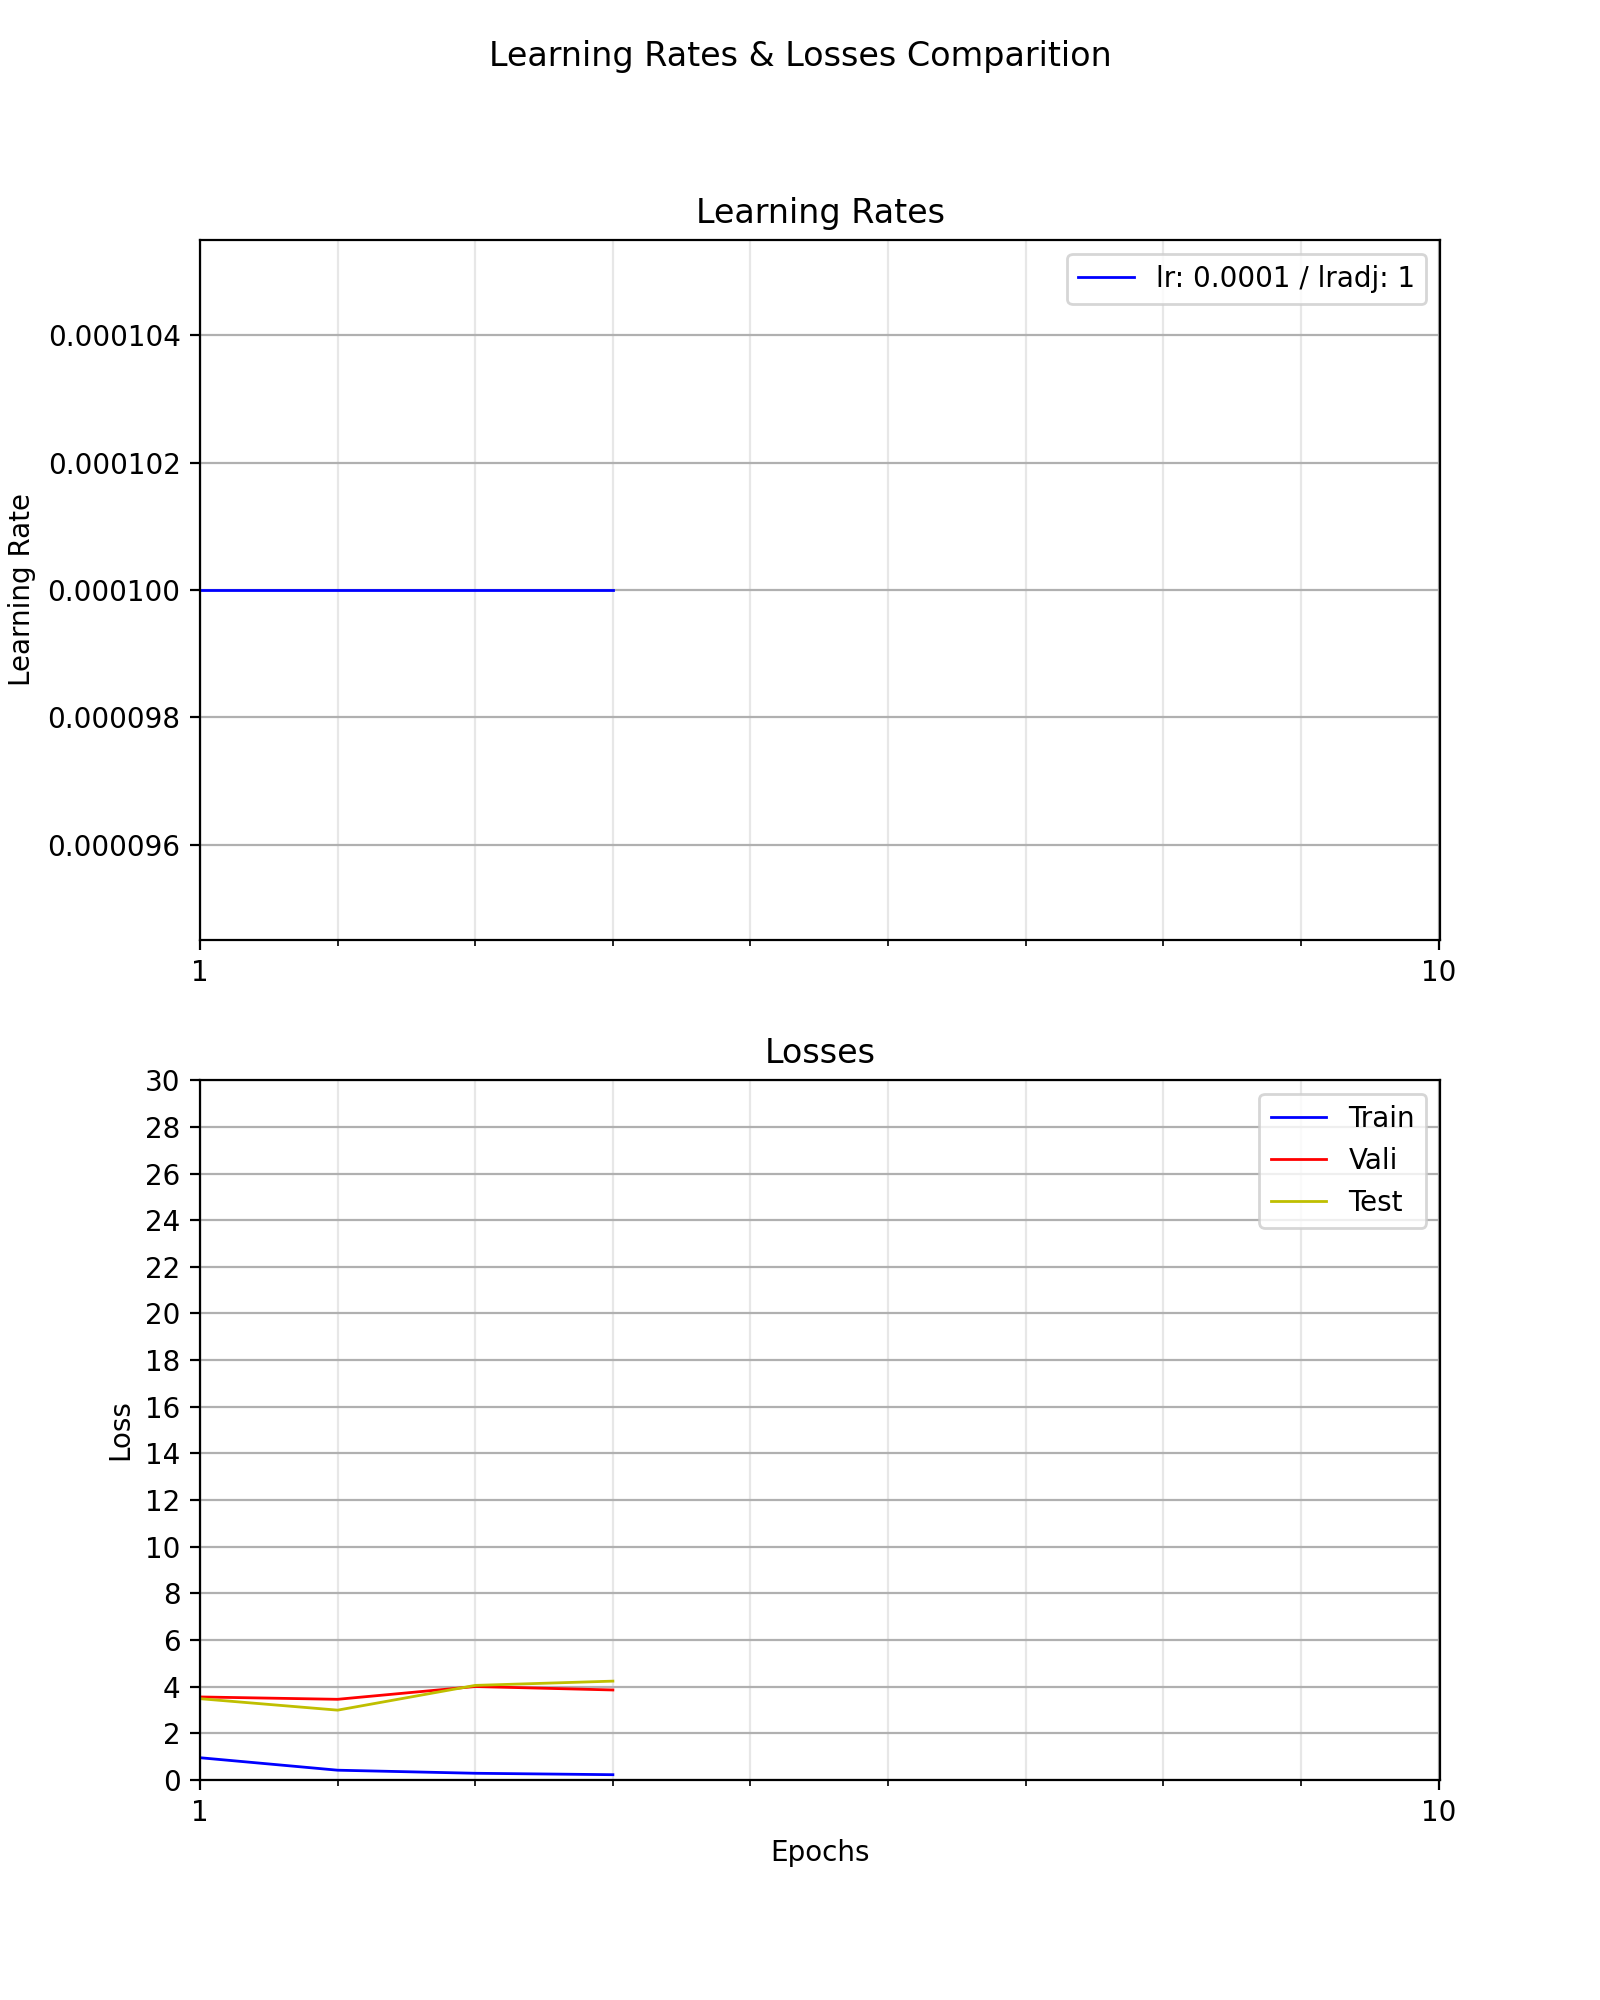 Learning Rates & Losses Comparition
Learning Rates
lr: 0.0001 / lradj: 1
0.000104
0.000102
0.000100
0.000098
0.000096
Learning Rate
1
10
Losses
Train
Vali
Test
30
28
26
24
22
20
18
16
14
12
10
8
6
4
2
0
Loss
1
10
Epochs